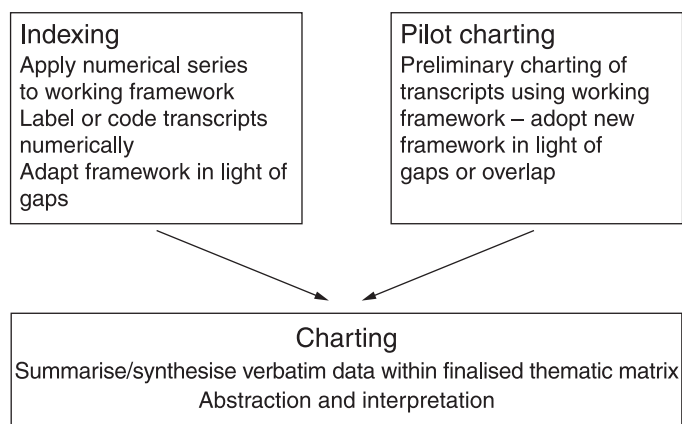 Indexing
Apply numerical series
to working framework
Label or code transcripts
numerically
Adapt framework in light of
gaps
Pilot charting
Preliminary charting of
transcripts using working
framework – adopt new
framework in light of
gaps or overlap
Charting
Summarise/synthesise verbatim data within finalised thematic matrix
Abstraction and interpretation